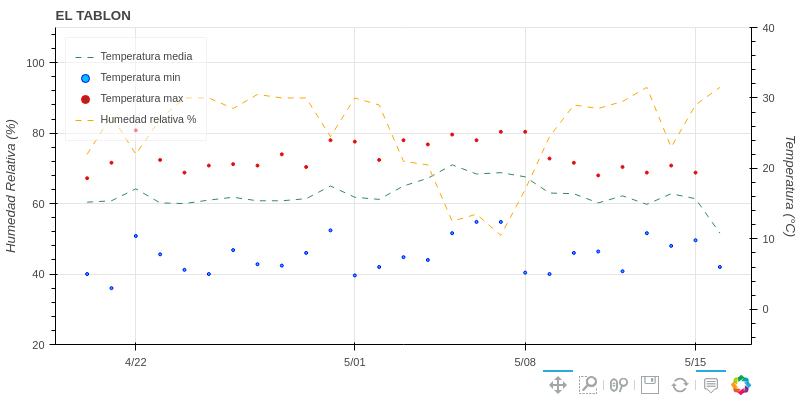 EL TABLON
Temperatura media
Temperatura min
Temperatura max
Humedad relativa %
Humedad Relativa (%)
100
80
60
40
20
Temperatura (°C)
40
30
20
10
0
4/22
5/01
5/08
5/15